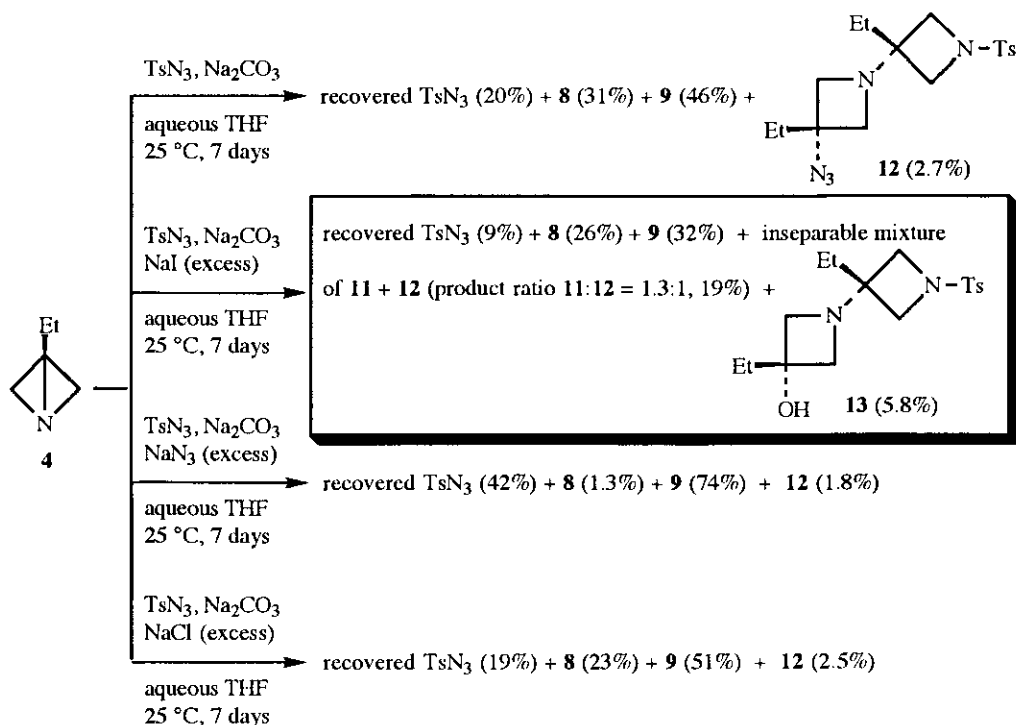 TsN₃, Na₂CO₃
aqueous THF
25 °C, 7 days
recovered TsN₃ (20%) + 8 (31%) + 9 (46%) +
Et
N–Ts
N
Et
N₃
12 (2.7%)
TsN₃, Na₂CO₃
NaI (excess)
aqueous THF
25 °C, 7 days
recovered TsN₃ (9%) + 8 (26%) + 9 (32%) + inseparable mixture
of 11 + 12 (product ratio 11:12 = 1.3:1, 19%) +
Et
N–Ts
N
Et
OH
13 (5.8%)
Et
N
4
TsN₃, Na₂CO₃
NaN₃ (excess)
aqueous THF
25 °C, 7 days
recovered TsN₃ (42%) + 8 (1.3%) + 9 (74%) + 12 (1.8%)
TsN₃, Na₂CO₃
NaCl (excess)
aqueous THF
25 °C, 7 days
recovered TsN₃ (19%) + 8 (23%) + 9 (51%) + 12 (2.5%)